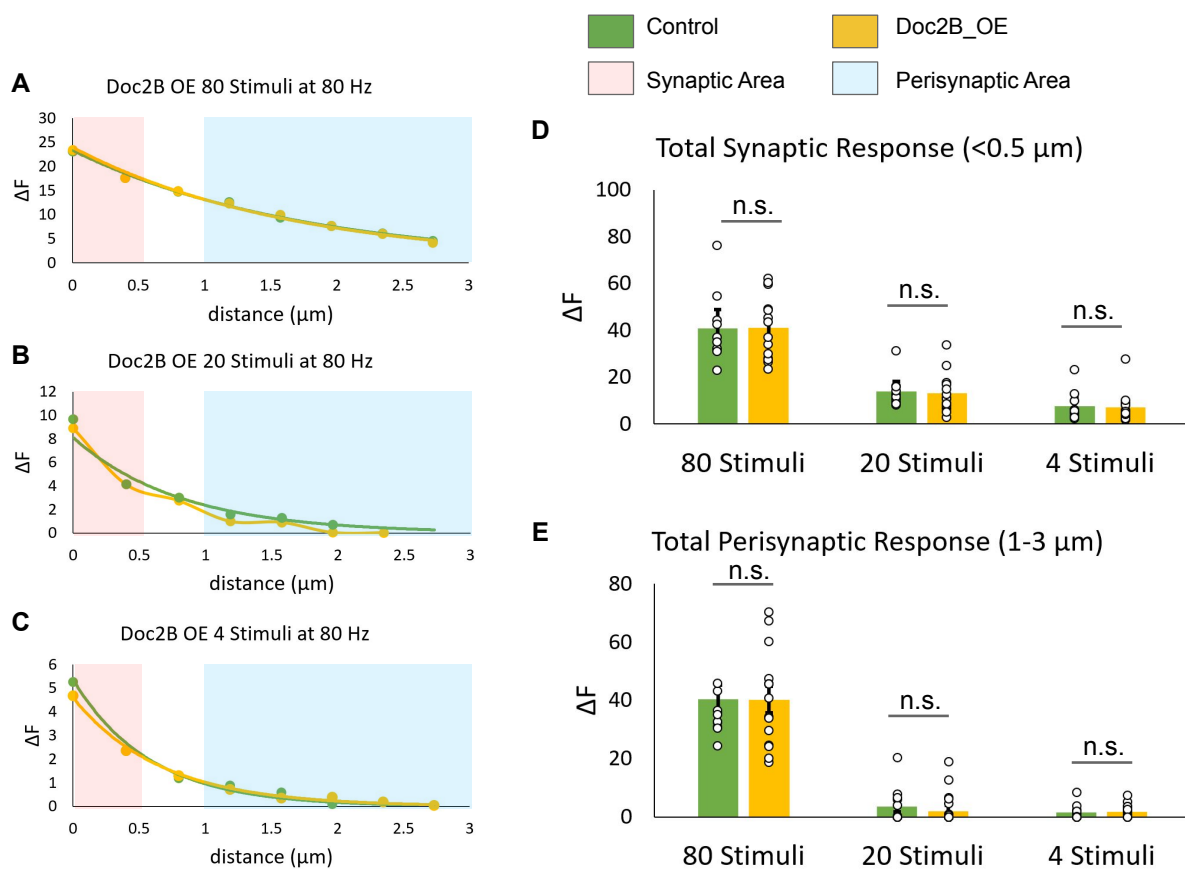 Control
Doc2B_OE
Synaptic Area
Perisynaptic Area
A
Doc2B OE 80 Stimuli at 80 Hz
30
25
20
15
10
5
0
ΔF
0 0.5 1 1.5 2 2.5 3
distance (µm)
B
Doc2B OE 20 Stimuli at 80 Hz
12
10
8
6
4
2
0
ΔF
0 0.5 1 1.5 2 2.5 3
distance (µm)
C
Doc2B OE 4 Stimuli at 80 Hz
6
5
4
3
2
1
0
ΔF
0 0.5 1 1.5 2 2.5 3
distance (µm)
D
Total Synaptic Response (<0.5 µm)
100
80
60
40
20
0
ΔF
n.s.
n.s.
n.s.
80 Stimuli 20 Stimuli 4 Stimuli
E
Total Perisynaptic Response (1-3 µm)
80
60
40
20
0
ΔF
n.s.
n.s.
n.s.
80 Stimuli 20 Stimuli 4 Stimuli